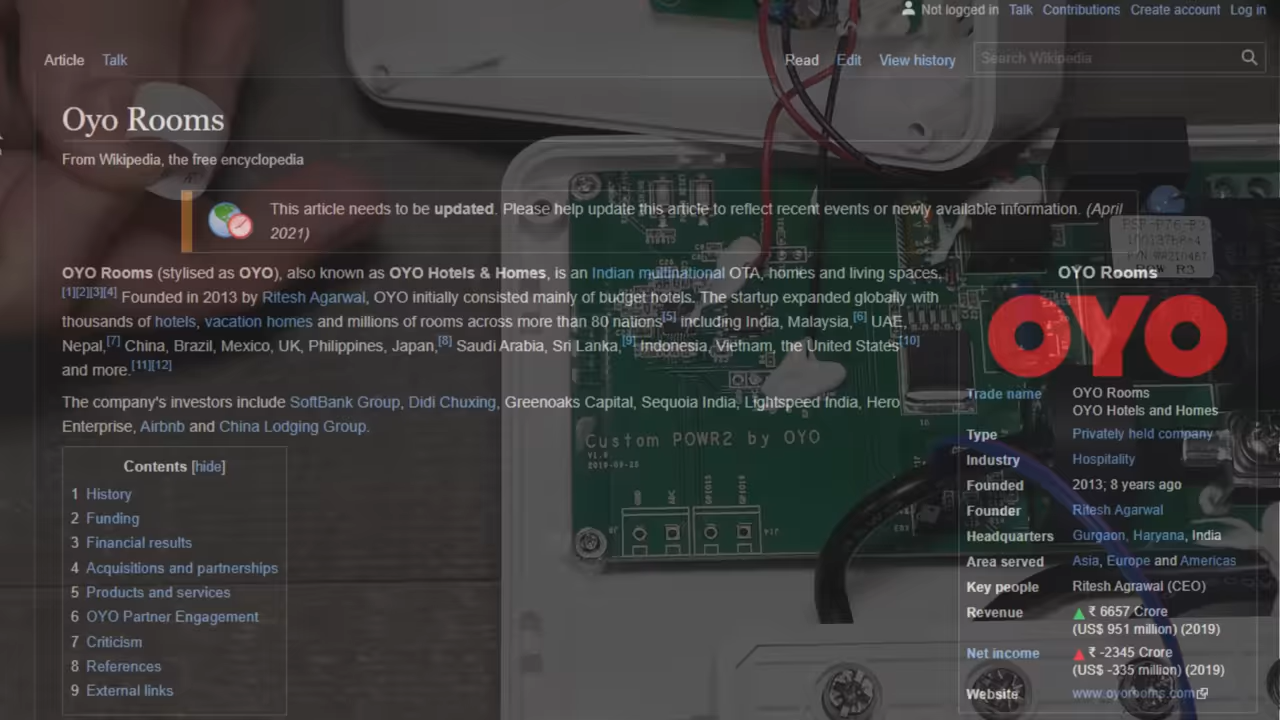 Not logged in Talk Contributions Create account Log in
Article Talk
Read Edit View history Search Wikipedia
Oyo Rooms
From Wikipedia, the free encyclopedia
This article needs to be updated. Please help update this article to reflect recent events or newly available information. (April
2021)
OYO Rooms (stylised as OYO), also known as OYO Hotels & Homes, is an Indian multinational OTA, homes and living spaces.
[1][2][3][4] Founded in 2013 by Ritesh Agarwal, OYO initially consisted mainly of budget hotels. The startup expanded globally with
thousands of hotels, vacation homes and millions of rooms across more than 80 nations[5] including India, Malaysia,[6] UAE,
Nepal,[7] China, Brazil, Mexico, UK, Philippines, Japan,[8] Saudi Arabia, Sri Lanka,[9] Indonesia, Vietnam, the United States[10]
and more.[11][12]
The company's investors include SoftBank Group, Didi Chuxing, Greenoaks Capital, Sequoia India, Lightspeed India, Hero
Enterprise, Airbnb and China Lodging Group.
Contents [hide]
1 History
2 Funding
3 Financial results
4 Acquisitions and partnerships
5 Products and services
6 OYO Partner Engagement
7 Criticism
8 References
9 External links
OYO Rooms
OYO
Trade name OYO Rooms
OYO Hotels and Homes
Type Privately held company
Industry Hospitality
Founded 2013; 8 years ago
Founder Ritesh Agarwal
Headquarters Gurgaon, Haryana, India
Area served Asia, Europe and Americas
Key people Ritesh Agrawal (CEO)
Revenue ₹ 6657 Crore
(US$ 951 million) (2019)
Net income ₹ -2345 Crore
(US$ -335 million) (2019)
Website www.oyorooms.com
Custom POWR2 by OYO
V1.0
2019-09-20